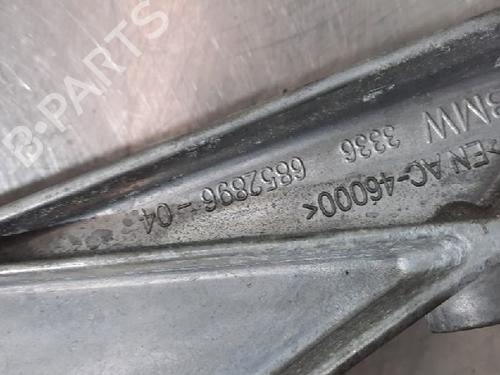 B-PARTS
BMW
3336
6852896-04
>EN AC-46000<